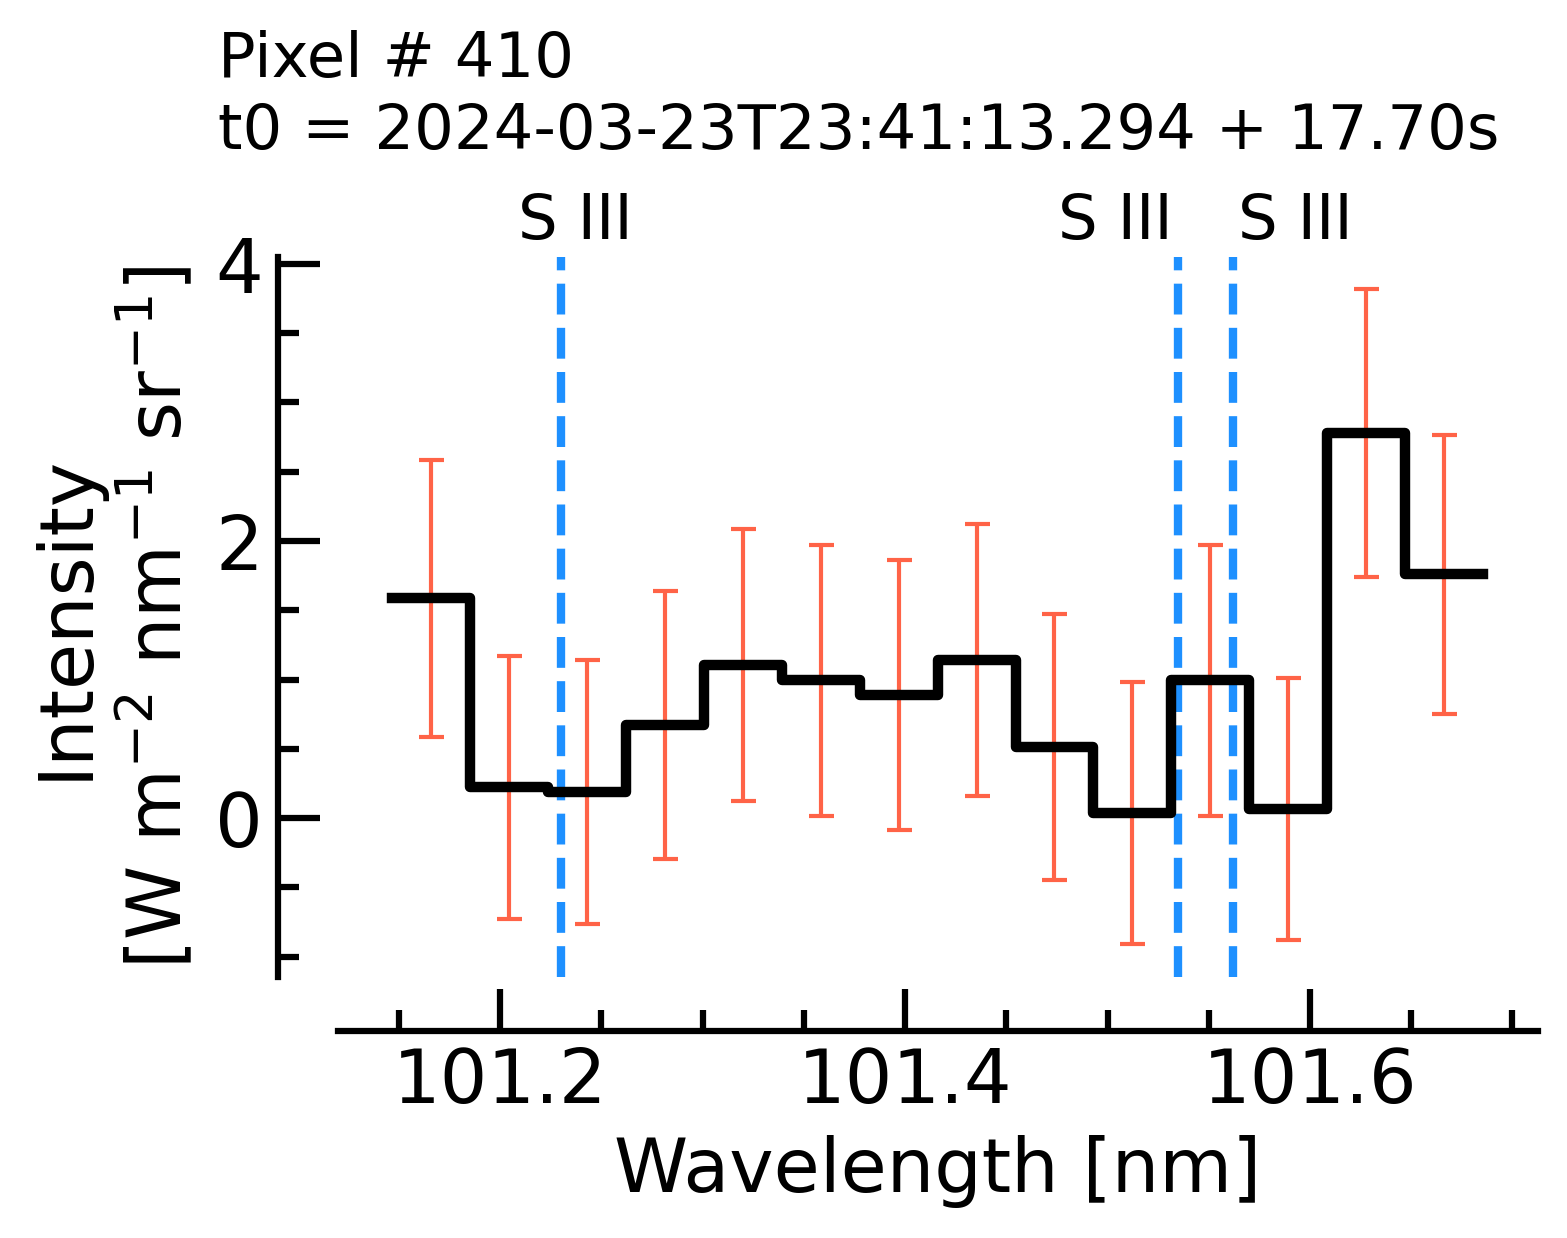 Pixel # 410
t0 = 2024-03-23T23:41:13.294 + 17.70s
S III S III S III
4
2
0
Intensity
[W m⁻² nm⁻¹ sr⁻¹]
101.2 101.4 101.6
Wavelength [nm]